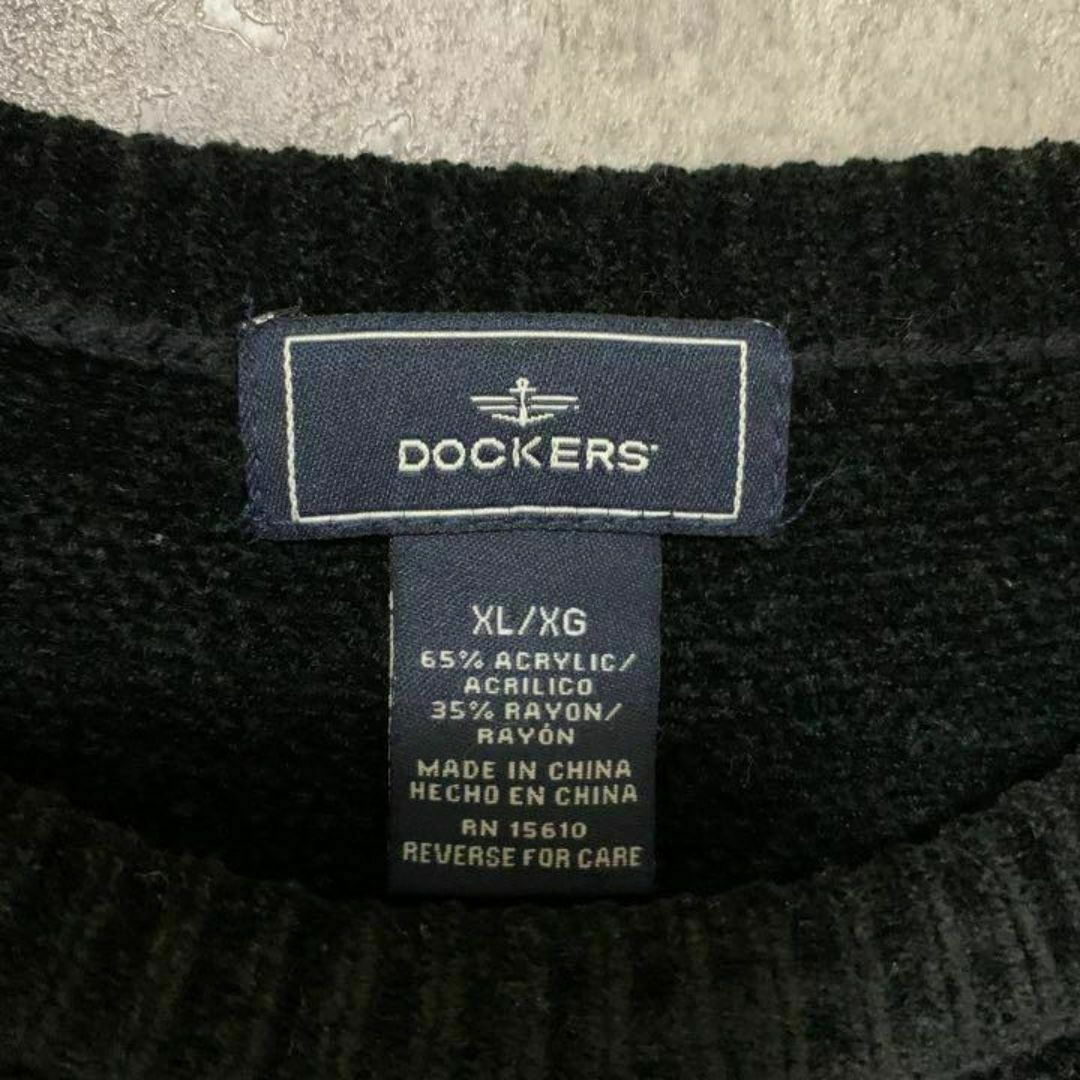 DOCKERS
XL/XG
65% ACRYLIC/
ACRILICO
35% RAYON/
RAYÓN
MADE IN CHINA
HECHO EN CHINA
RN 15610
REVERSE FOR CARE